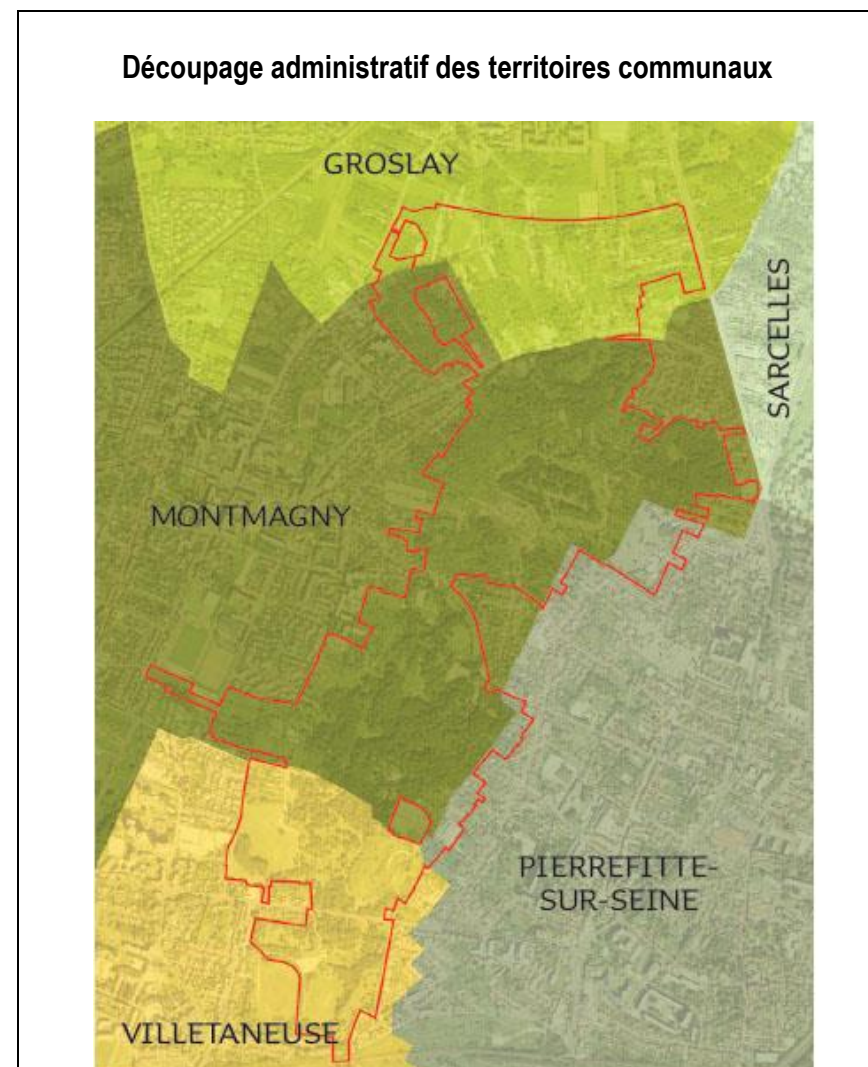 Découpage administratif des territoires communaux
GROSLAY
SARCELLES
MONTMAGNY
PIERREFITTE-
SUR-SEINE
VILLETANEUSE